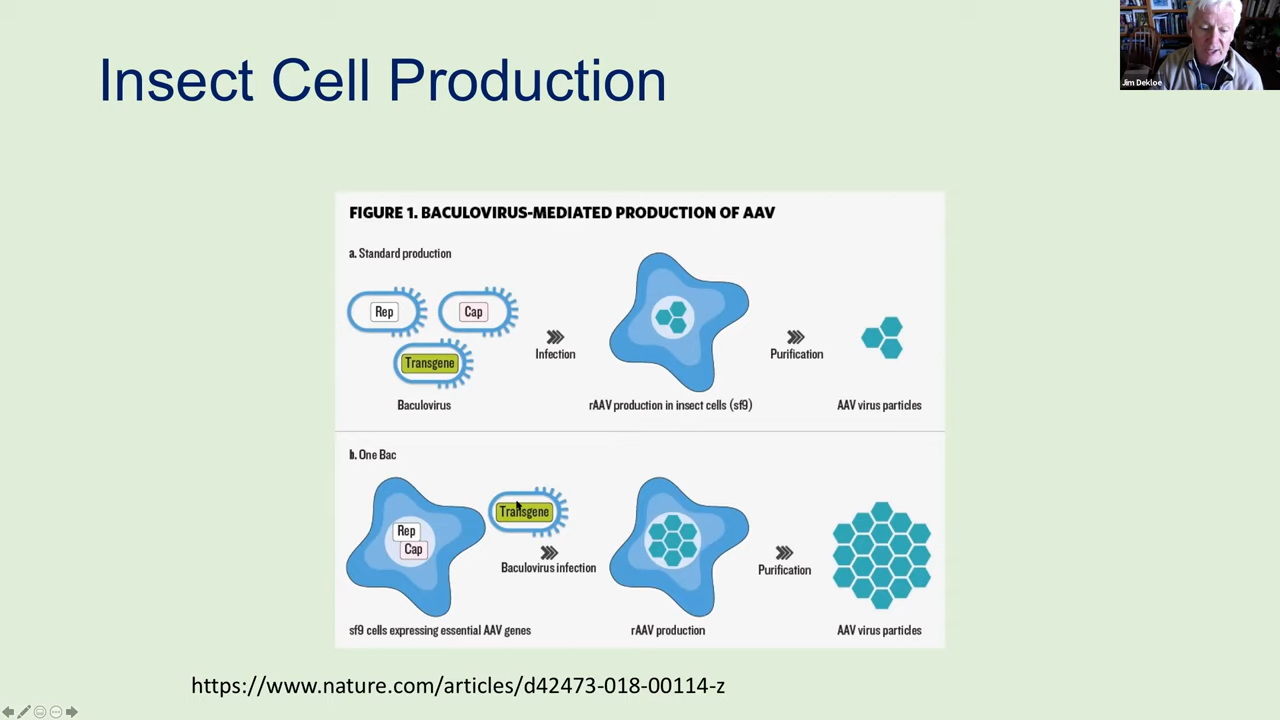 Insect Cell Production
Jim Dekloe
FIGURE 1. BACULOVIRUS-MEDIATED PRODUCTION OF AAV
a. Standard production
Rep
Cap
Transgene
Baculovirus
Infection
rAAV production in insect cells (sf9)
Purification
AAV virus particles
b. One Bac
Rep
Cap
Transgene
Baculovirus infection
Purification
sf9 cells expressing essential AAV genes
rAAV production
AAV virus particles
https://www.nature.com/articles/d42473-018-00114-z